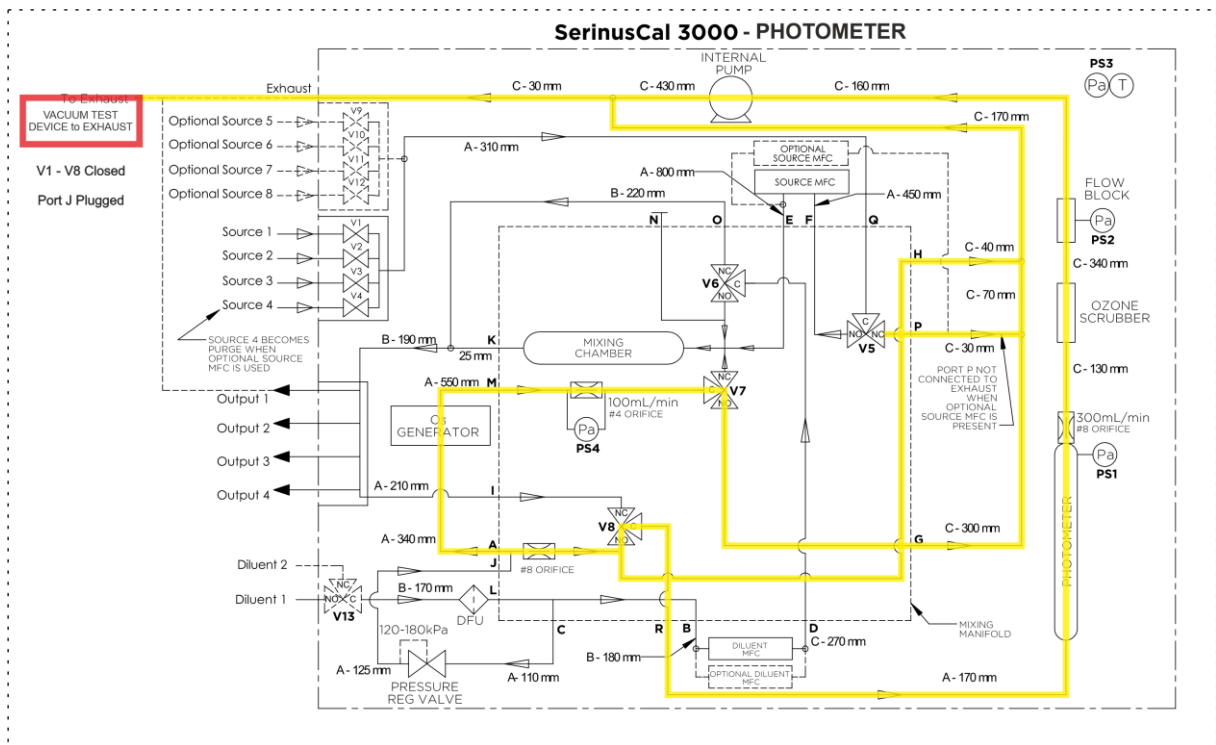 SerinusCal 3000 - PHOTOMETER
INTERNAL
PUMP
PS3
Pa T
Exhaust
C - 30 mm
C - 430 mm
C - 160 mm
To Exhaust
VACUUM TEST
DEVICE to EXHAUST
V1 - V8 Closed
Port J Plugged
Optional Source 5
V9
Optional Source 6
V10
Optional Source 7
V11
Optional Source 8
V12
A - 310 mm
C - 170 mm
OPTIONAL
SOURCE MFC
SOURCE MFC
A - 800 mm
A - 450 mm
B - 220 mm
FLOW
BLOCK
Pa
PS2
N
O
E
F
Q
Source 1
V1
Source 2
V2
Source 3
V3
Source 4
V4
H
C - 40 mm
C - 340 mm
NC
V6
C
NO
C - 70 mm
OZONE
SCRUBBER
SOURCE 4 BECOMES
PURGE WHEN
OPTIONAL SOURCE
MFC IS USED
B - 190 mm
K
25 mm
MIXING
CHAMBER
C
NO
NC
V5
P
C - 30 mm
PORT P NOT
CONNECTED TO
EXHAUST
WHEN
OPTIONAL
SOURCE MFC IS
PRESENT
C - 130 mm
Output 1
Output 2
Output 3
Output 4
A - 550 mm
M
O3
GENERATOR
100mL/min
#4 ORIFICE
Pa
PS4
NC
C
V7
NO
300mL/min
#8 ORIFICE
Pa
PS1
PHOTOMETER
A - 210 mm
I
NC
V8
C
NO
C - 300 mm
G
A - 340 mm
A
J
#8 ORIFICE
Diluent 2
Diluent 1
NC
NO
C
V13
B - 170 mm
DFU
L
120-180kPa
C
R
B
D
C - 270 mm
MIXING
MANIFOLD
B - 180 mm
DILUENT
MFC
OPTIONAL DILUENT
MFC
A - 125 mm
A - 110 mm
PRESSURE
REG VALVE
A - 170 mm